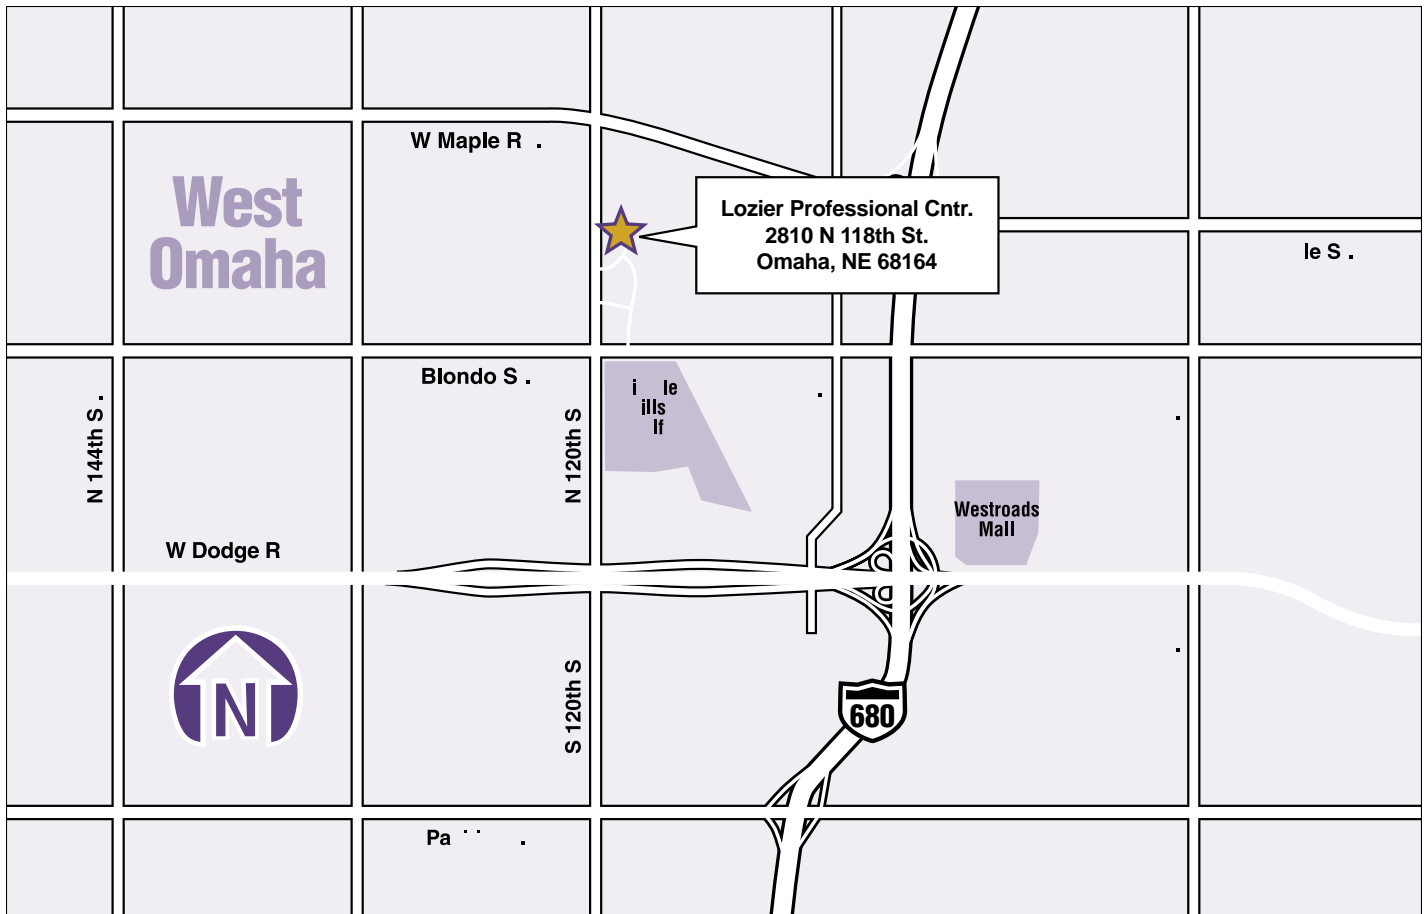 W Maple R .
West
Omaha
Lozier Professional Cntr.
2810 N 118th St.
Omaha, NE 68164
le S .
Blondo S .
i le
ills
lf
N 144th S .
N 120th S
Westroads
Mall
W Dodge R
N
S 120th S
680
Pa .